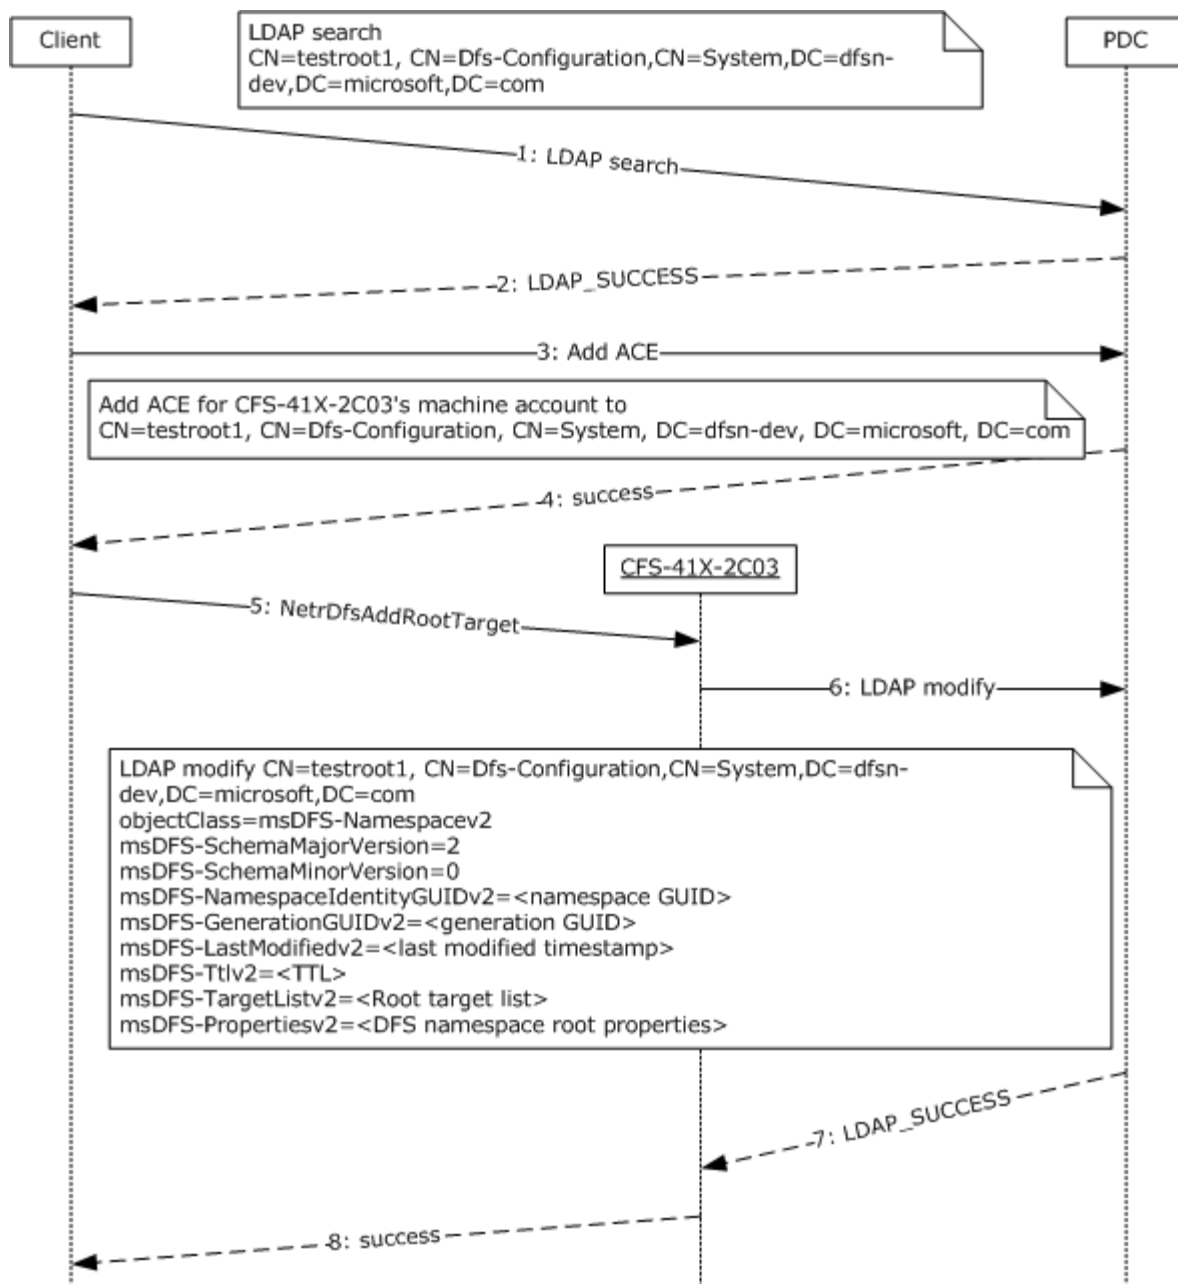 Client
LDAP search
CN=testroot1, CN=Dfs-Configuration,CN=System,DC=dfsn-
dev,DC=microsoft,DC=com
PDC
1: LDAP search
2: LDAP_SUCCESS
3: Add ACE
Add ACE for CFS-41X-2C03's machine account to
CN=testroot1, CN=Dfs-Configuration, CN=System, DC=dfsn-dev, DC=microsoft, DC=com
4: success
CFS-41X-2C03
5: NetrDfsAddRootTarget
6: LDAP modify
LDAP modify CN=testroot1, CN=Dfs-Configuration,CN=System,DC=dfsn-
dev,DC=microsoft,DC=com
objectClass=msDFS-Namespacev2
msDFS-SchemaMajorVersion=2
msDFS-SchemaMinorVersion=0
msDFS-NamespaceIdentityGUIDv2=<namespace GUID>
msDFS-GenerationGUIDv2=<generation GUID>
msDFS-LastModifiedv2=<last modified timestamp>
msDFS-Ttlv2=<TTL>
msDFS-TargetListv2=<Root target list>
msDFS-Propertiesv2=<DFS namespace root properties>
7: LDAP_SUCCESS
8: success